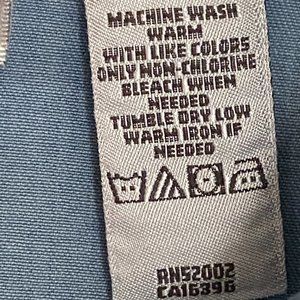 MACHINE WASH
WARM
WITH LIKE COLORS
ONLY NON-CHLORINE
BLEACH WHEN
NEEDED
TUMBLE DRY LOW
WARM IRON IF
NEEDED
RN52002
CA16396